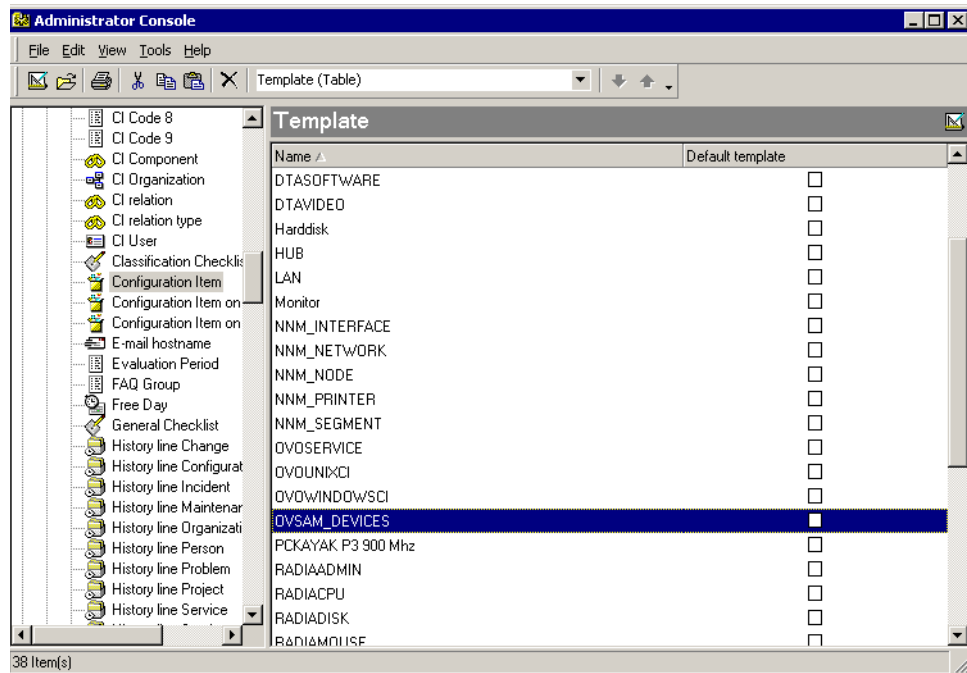 Administrator Console
File Edit View Tools Help
Template (Table)
CI Code 8
CI Code 9
CI Component
CI Organization
CI relation
CI relation type
CI User
Classification Checklis
Configuration Item
Configuration Item on
Configuration Item on
E-mail hostname
Evaluation Period
FAQ Group
Free Day
General Checklist
History line Change
History line Configurat
History line Incident
History line Maintenar
History line Organizati
History line Person
History line Problem
History line Project
History line Service
Template
Name Default template
DTASOFTWARE
DTAVIDEO
Harddisk
HUB
LAN
Monitor
NNM_INTERFACE
NNM_NETWORK
NNM_NODE
NNM_PRINTER
NNM_SEGMENT
OVOSERVICE
OVOUNIXCI
OVOWINDOWSCI
OVSAM_DEVICES
PCKAYAK P3 900 Mhz
RADIAADMIN
RADIACPU
RADIADISK
RADIAMOUSE
38 Item(s)